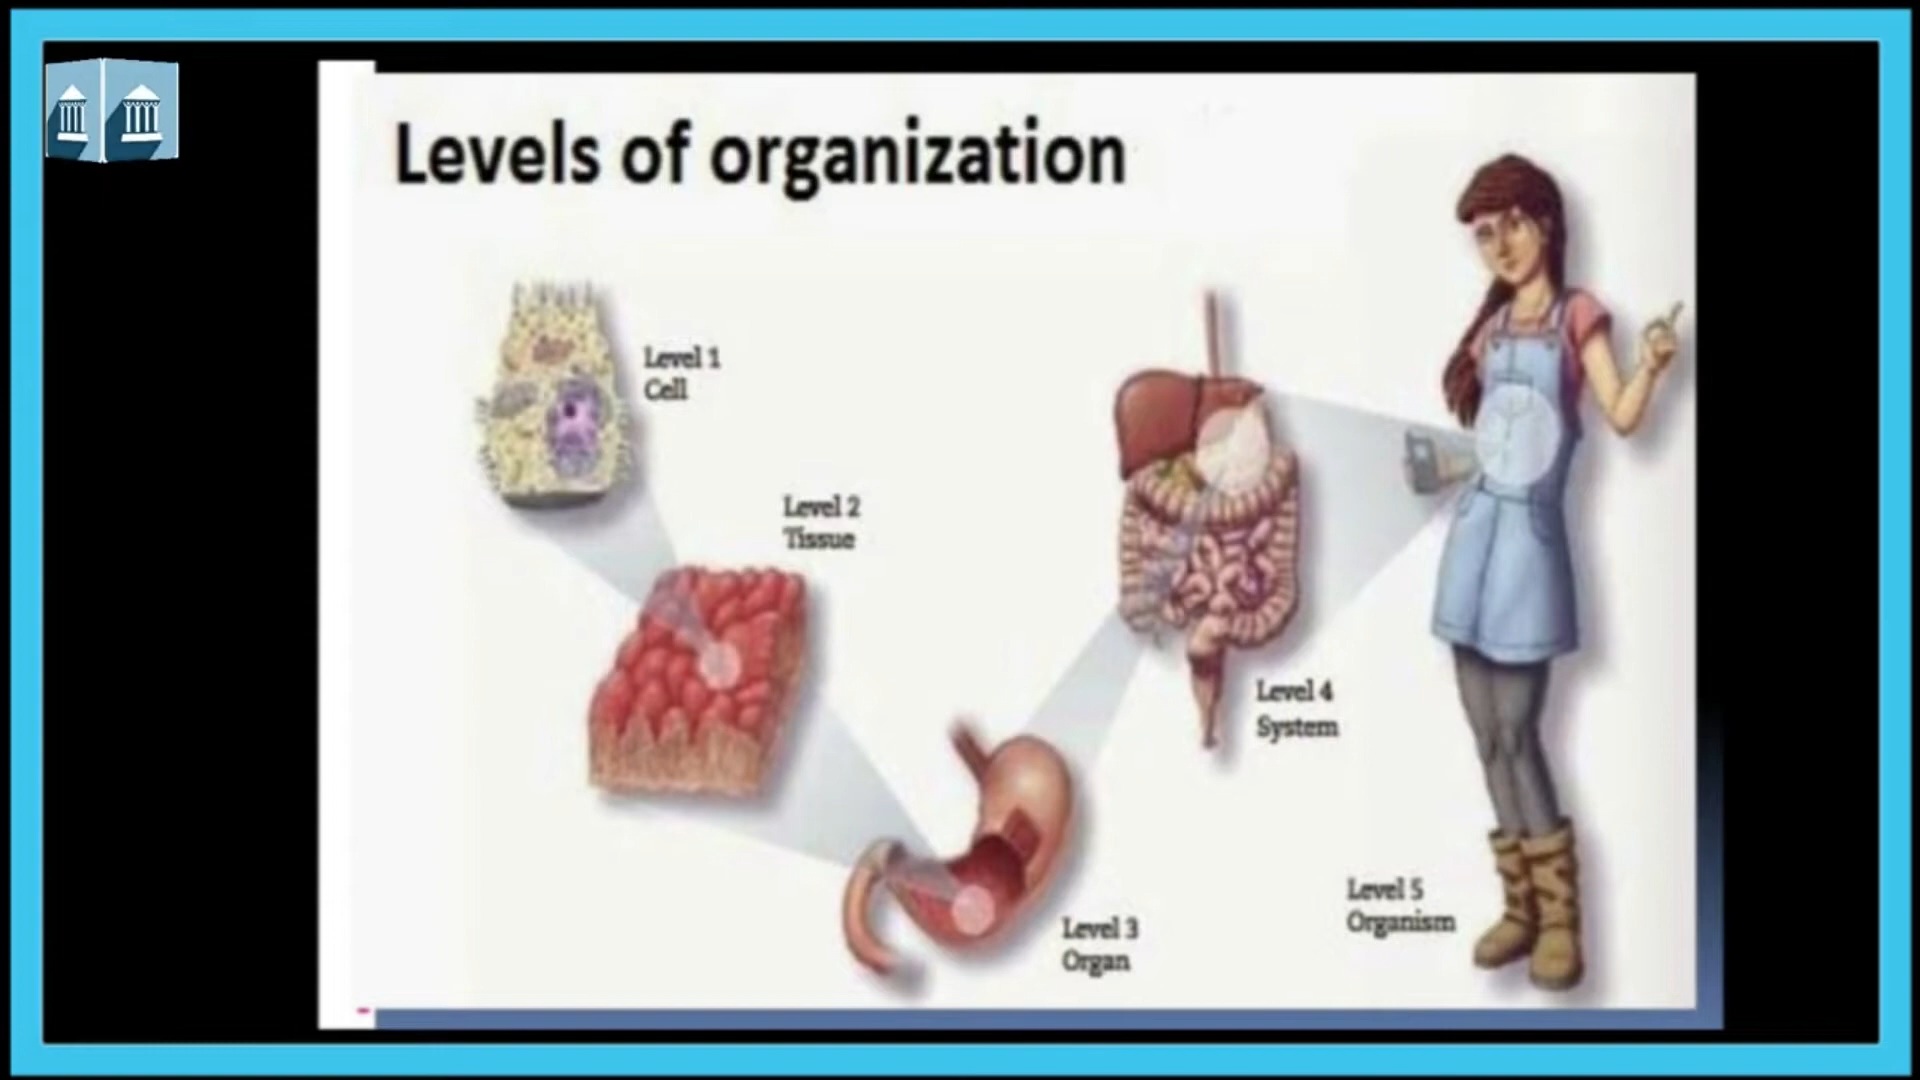 Levels of organization
Level 1
Cell
Level 2
Tissue
Level 3
Organ
Level 4
System
Level 5
Organism